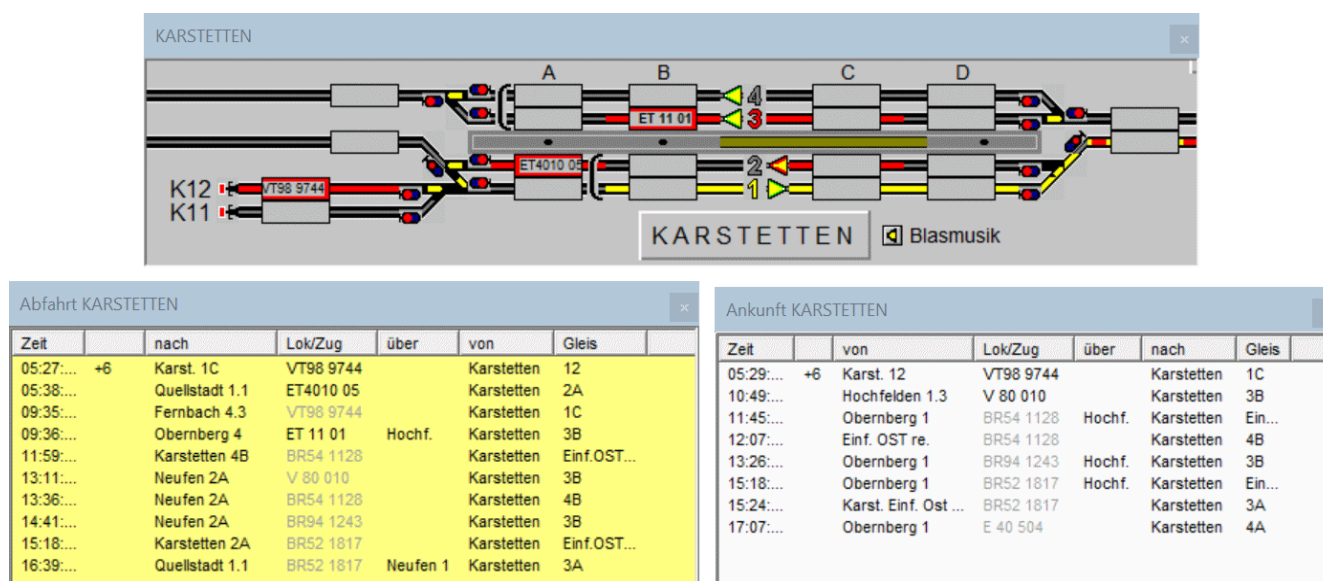 KARSTETTEN
A B C D
4
ET 11 01 3
ET4010 05 2
K12 VT98 9744 1
K11
KARSTETTEN Blasmusik
Abfahrt KARSTETTEN
Zeit nach Lok/Zug über von Gleis
05:27:... +6 Karst. 1C VT98 9744 Karstetten 12
05:38:... Quellstadt 1.1 ET4010 05 Karstetten 2A
09:35:... Fernbach 4.3 VT98 9744 Karstetten 1C
09:36:... Obernberg 4 ET 11 01 Hochf. Karstetten 3B
11:59:... Karstetten 4B BR54 1128 Karstetten Einf.OST...
13:11:... Neufen 2A V 80 010 Karstetten 3B
13:36:... Neufen 2A BR54 1128 Karstetten 4B
14:41:... Neufen 2A BR94 1243 Karstetten 3B
15:18:... Karstetten 2A BR52 1817 Karstetten Einf.OST...
16:39:... Quellstadt 1.1 BR52 1817 Neufen 1 Karstetten 3A
Ankunft KARSTETTEN
Zeit von Lok/Zug über nach Gleis
05:29:... +6 Karst. 12 VT98 9744 Karstetten 1C
10:49:... Hochfelden 1.3 V 80 010 Karstetten 3B
11:45:... Obernberg 1 BR54 1128 Hochf. Karstetten Ein...
12:07:... Einf. OST re. BR54 1128 Karstetten 4B
13:26:... Obernberg 1 BR94 1243 Hochf. Karstetten 3B
15:18:... Obernberg 1 BR52 1817 Hochf. Karstetten Ein...
15:24:... Karst. Einf. Ost ... BR52 1817 Karstetten 3A
17:07:... Obernberg 1 E 40 504 Karstetten 4A